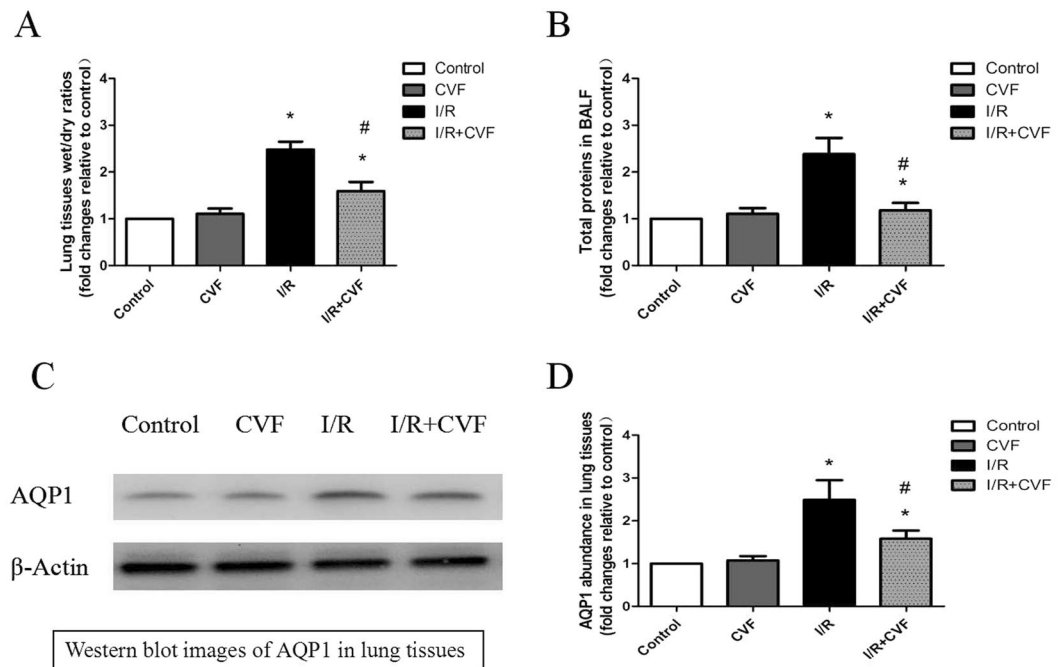 A
Lung tissues wet/dry ratios
(fold changes relative to control)
4
3
2
1
0
*
#
*
Control
CVF
I/R
I/R+CVF
Control
CVF
I/R
I/R+CVF
B
Total proteins in BALF
(fold changes relative to control)
4
3
2
1
0
*
#
*
Control
CVF
I/R
I/R+CVF
Control
CVF
I/R
I/R+CVF
C
Control CVF I/R I/R+CVF
AQP1
β-Actin
Western blot images of AQP1 in lung tissues
D
AQP1 abundance in lung tissues
(fold changes relative to control)
4
3
2
1
0
*
#
*
Control
CVF
I/R
I/R+CVF
Control
CVF
I/R
I/R+CVF